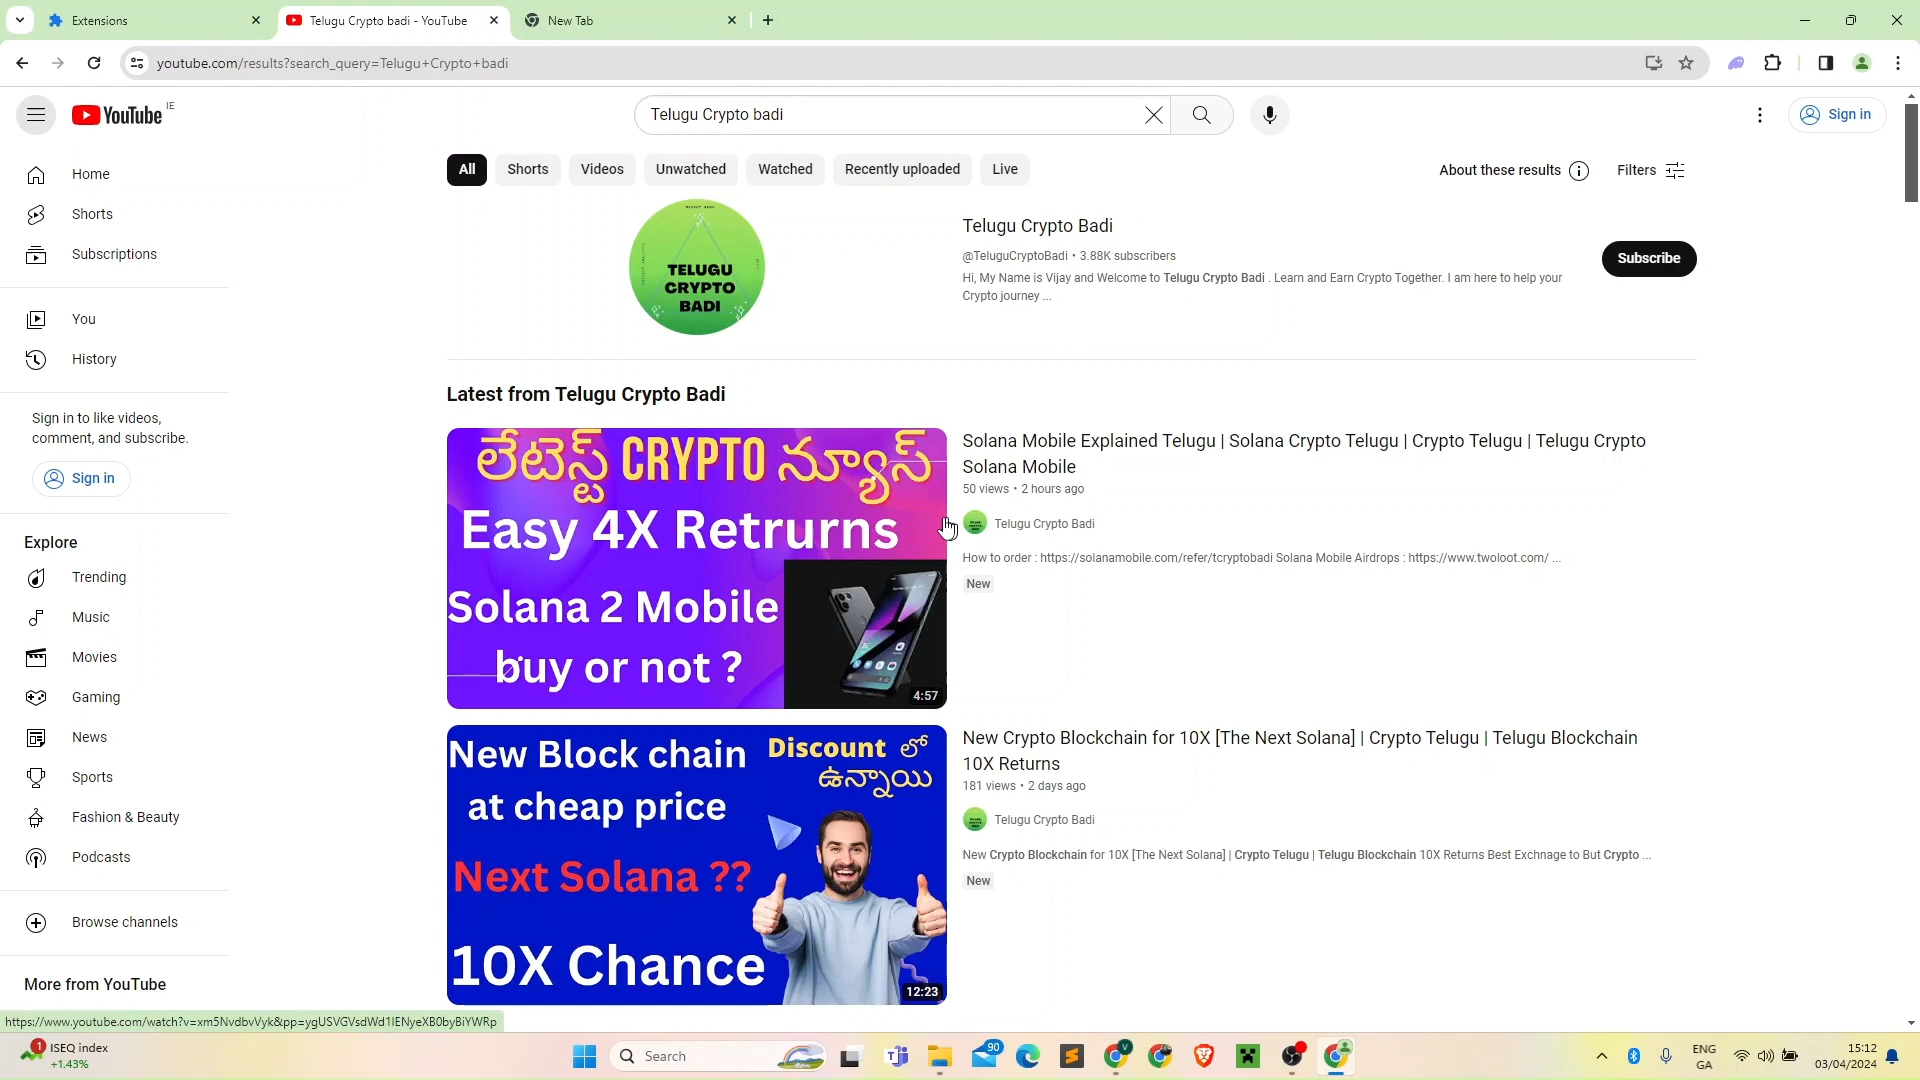 Extensions
Telugu Crypto badi - YouTube
New Tab
youtube.com/results?search_query=Telugu+Crypto+badi
YouTube IE
Telugu Crypto badi
Sign in
Home
Shorts
Subscriptions
You
History
Sign in to like videos,
comment, and subscribe.
Sign in
Explore
Trending
Music
Movies
Gaming
News
Sports
Fashion & Beauty
Podcasts
Browse channels
More from YouTube
All
Shorts
Videos
Unwatched
Watched
Recently uploaded
Live
About these results
Filters
TELUGU
CRYPTO
BADI
Telugu Crypto Badi
@TeluguCryptoBadi • 3.88K subscribers
Hi, My Name is Vijay and Welcome to Telugu Crypto Badi . Learn and Earn Crypto Together. I am here to help your
Crypto journey ...
Subscribe
Latest from Telugu Crypto Badi
లేటెస్ట్ CRYPTO న్యూస్
Easy 4X Retrurns
Solana 2 Mobile
buy or not ?
4:57
Solana Mobile Explained Telugu | Solana Crypto Telugu | Crypto Telugu | Telugu Crypto
Solana Mobile
50 views • 2 hours ago
Telugu Crypto Badi
How to order : https://solanamobile.com/refer/tcryptobadi Solana Mobile Airdrops : https://www.twoloot.com/ ...
New
New Block chain
at cheap price
Discount లో
ఉన్నాయి
Next Solana ??
10X Chance
12:23
New Crypto Blockchain for 10X [The Next Solana] | Crypto Telugu | Telugu Blockchain
10X Returns
181 views • 2 days ago
Telugu Crypto Badi
New Crypto Blockchain for 10X [The Next Solana] | Crypto Telugu | Telugu Blockchain 10X Returns Best Exchnage to But Crypto ...
New
https://www.youtube.com/watch?v=xm5NvdbvVyk&pp=ygUSVGVsdWd1IENyeXB0byBiYWRp
1
ISEQ index
+1.43%
Search
90
V
ENG
GA
15:12
03/04/2024